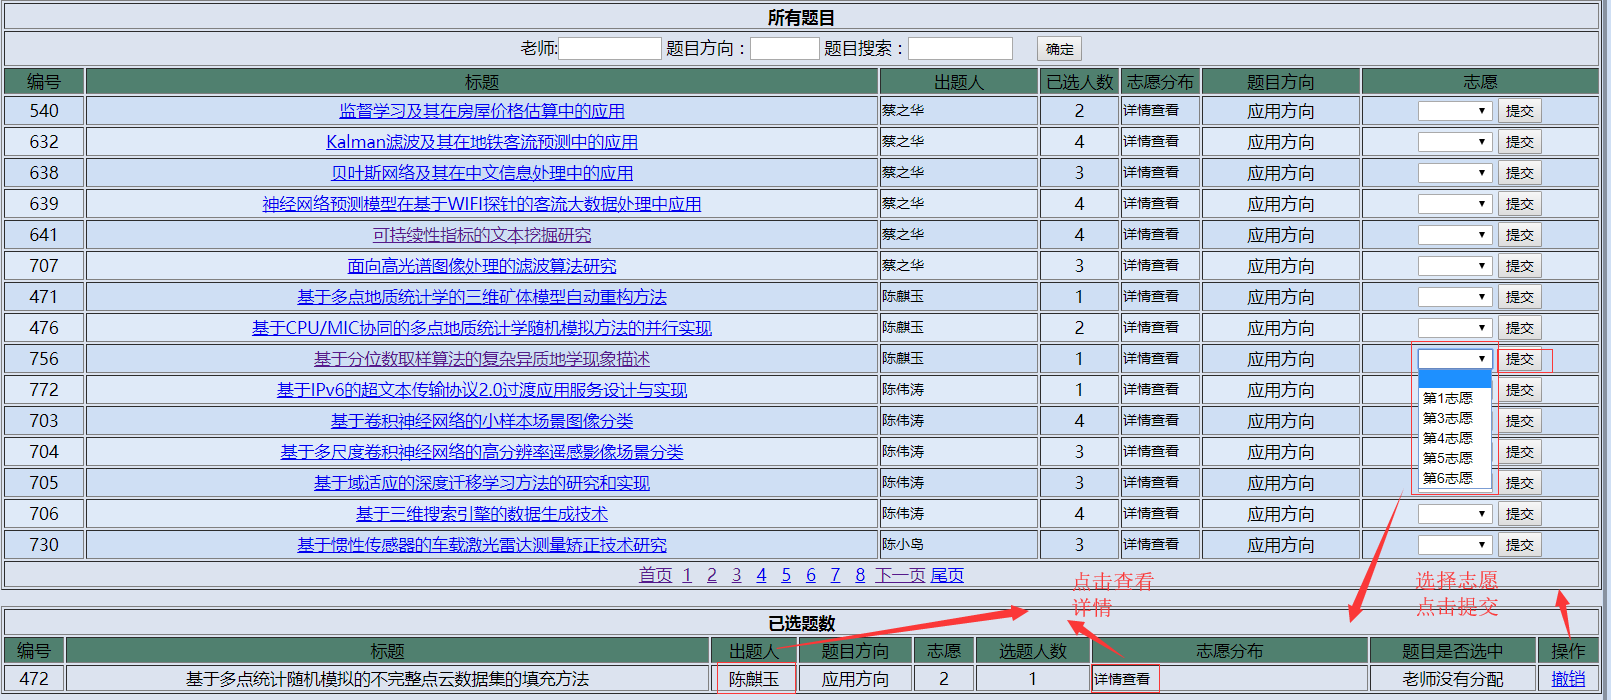 所有题目
老师: 题目方向： 题目搜索： 确定
编号 标题 出题人 已选人数 志愿分布 题目方向 志愿
540 监督学习及其在房屋价格估算中的应用 蔡之华 2 详情查看 应用方向 提交
632 Kalman滤波及其在地铁客流预测中的应用 蔡之华 4 详情查看 应用方向 提交
638 贝叶斯网络及其在中文信息处理中的应用 蔡之华 3 详情查看 应用方向 提交
639 神经网络预测模型在基于WIFI探针的客流大数据处理中应用 蔡之华 4 详情查看 应用方向 提交
641 可持续性指标的文本挖掘研究 蔡之华 4 详情查看 应用方向 提交
707 面向高光谱图像处理的滤波算法研究 蔡之华 3 详情查看 应用方向 提交
471 基于多点地质统计学的三维矿体模型自动重构方法 陈麒玉 1 详情查看 应用方向 提交
476 基于CPU/MIC协同的多点地质统计学随机模拟方法的并行实现 陈麒玉 2 详情查看 应用方向 提交
756 基于分位数取样算法的复杂异质地学现象描述 陈麒玉 1 详情查看 应用方向 提交
772 基于IPv6的超文本传输协议2.0过渡应用服务设计与实现 陈伟涛 1 详情查看 应用方向 提交
第1志愿
703 基于卷积神经网络的小样本场景图像分类 陈伟涛 4 详情查看 应用方向 第3志愿 提交
第4志愿
704 基于多尺度卷积神经网络的高分辨率遥感影像场景分类 陈伟涛 3 详情查看 应用方向 提交
第5志愿
705 基于域适应的深度迁移学习方法的研究和实现 陈伟涛 3 详情查看 应用方向 第6志愿 提交
706 基于三维搜索引擎的数据生成技术 陈伟涛 4 详情查看 应用方向 提交
730 基于惯性传感器的车载激光雷达测量矫正技术研究 陈小岛 3 详情查看 应用方向 提交
首页 1 2 3 4 5 6 7 8 下一页 尾页
点击查看
详情
选择志愿
点击提交
已选题数
编号 标题 出题人 题目方向 志愿 选题人数 志愿分布 题目是否选中 操作
472 基于多点统计随机模拟的不完整点云数据集的填充方法 陈麒玉 应用方向 2 1 详情查看 老师没有分配 撤销